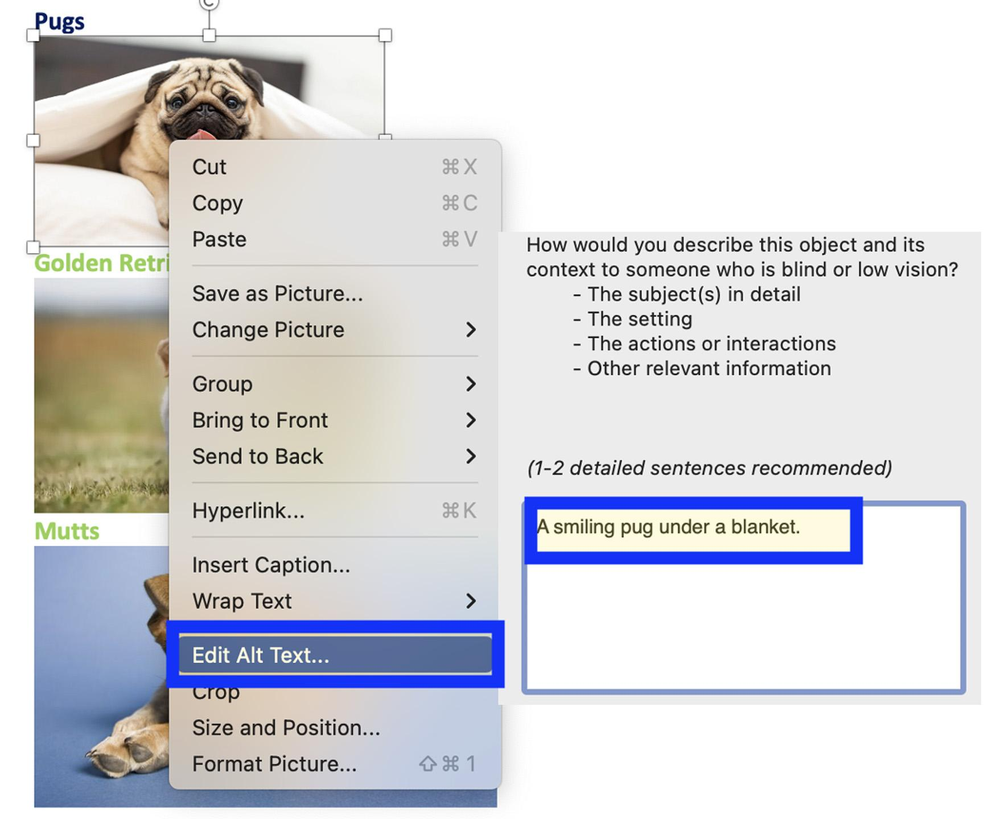 Pugs
Cut ⌘ X
Copy ⌘ C
Paste ⌘ V
Golden Retri
Save as Picture...
Change Picture
Group
Bring to Front
Send to Back
Hyperlink... ⌘ K
Mutts
Insert Caption...
Wrap Text
Edit Alt Text...
Crop
Size and Position...
Format Picture... ⇧ ⌘ 1
How would you describe this object and its
context to someone who is blind or low vision?
- The subject(s) in detail
- The setting
- The actions or interactions
- Other relevant information
(1-2 detailed sentences recommended)
A smiling pug under a blanket.